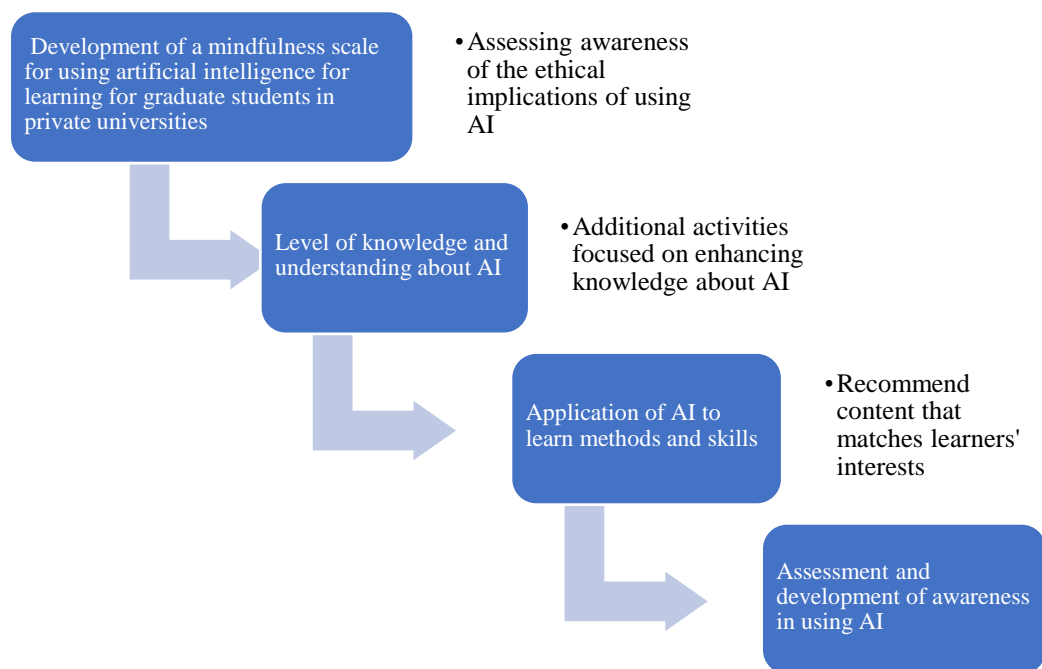 Development of a mindfulness scale
for using artificial intelligence for
learning for graduate students in
private universities
•Assessing awareness
of the ethical
implications of using
AI
Level of knowledge and
understanding about AI
•Additional activities
focused on enhancing
knowledge about AI
Application of AI to
learn methods and skills
•Recommend
content that
matches learners'
interests
Assessment and
development of awareness
in using AI